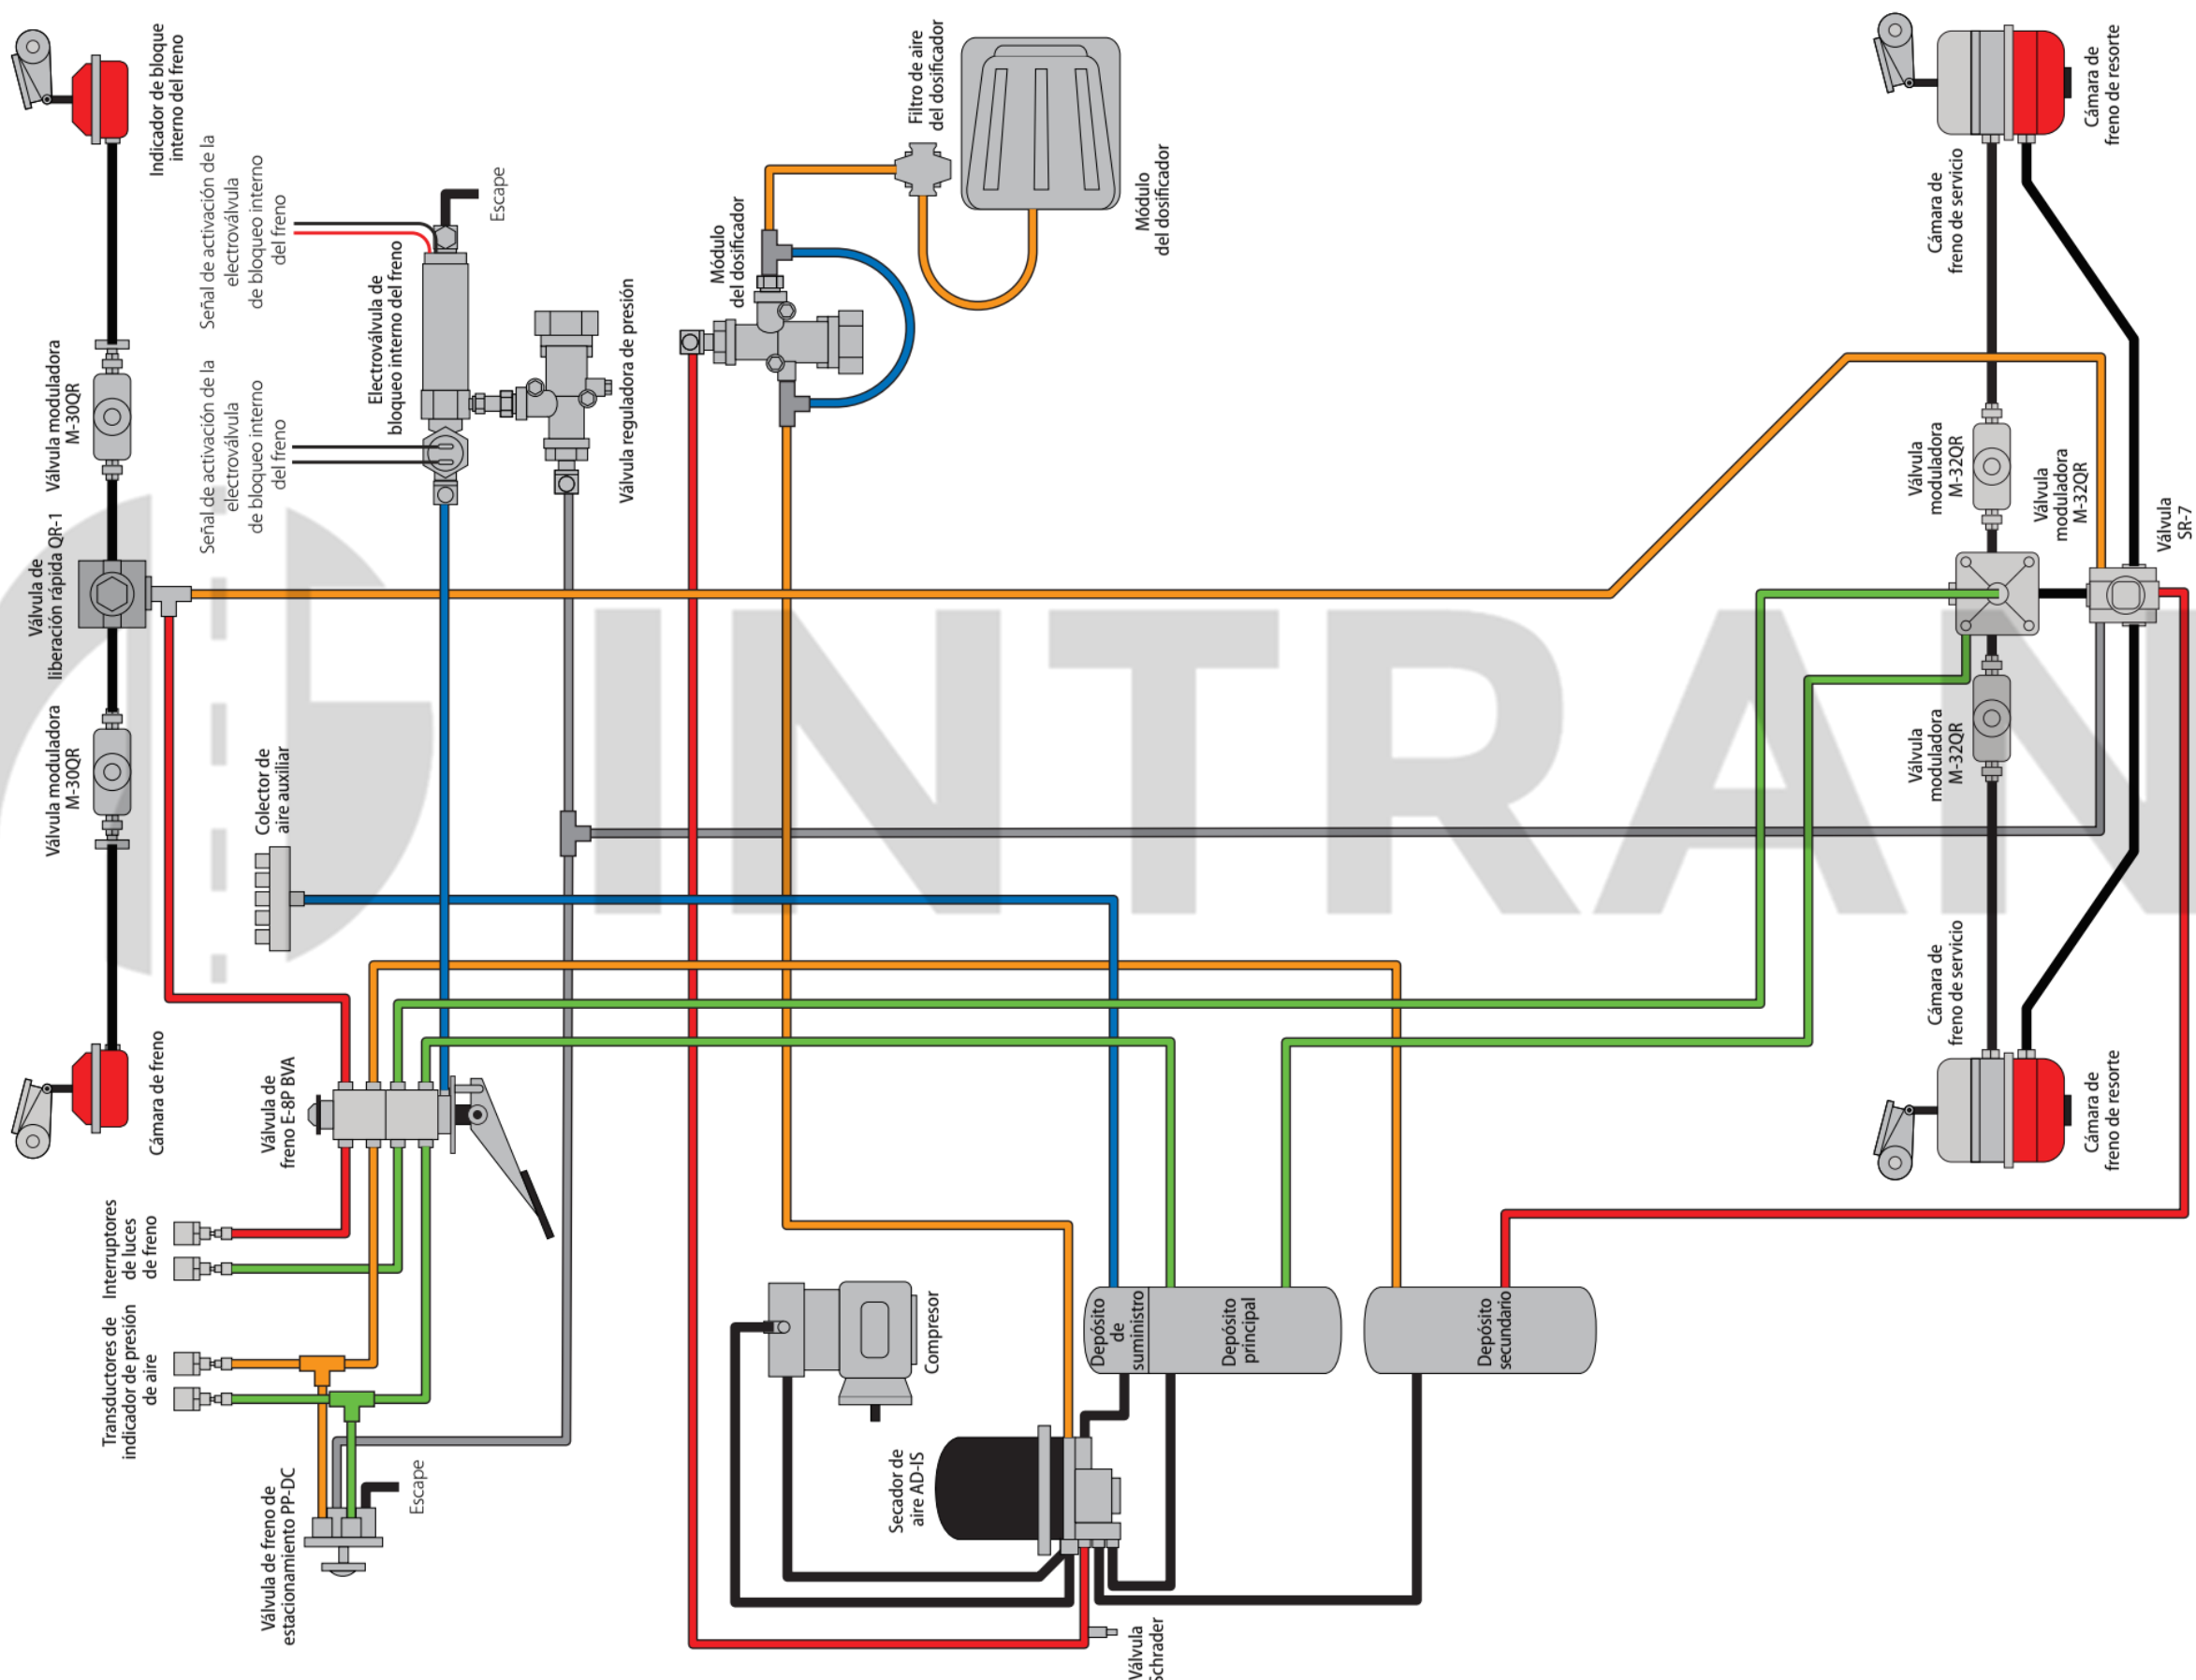 Indicador de bloque
interno del freno
Válvula moduladora
M-30QR
Válvula de
liberación rápida QR-1
Válvula moduladora
M-30QR
Cámara de freno
Señal de activación de la
electroválvula
de bloqueo interno
del freno
Señal de activación de la
electroválvula
de bloqueo interno
del freno
Electroválvula de
bloqueo interno del freno
Escape
Válvula reguladora de presión
Colector de
aire auxiliar
Válvula de
freno E-8P BVA
Interruptores
de luces
de freno
Transductores de
indicador de presión
de aire
Válvula de freno de
estacionamiento PP-DC
Escape
Filtro de aire
del dosificador
Módulo
del dosificador
Módulo
del dosificador
Compresor
Secador de
aire AD-IS
Válvula
Schrader
Depósito
de
suministro
Depósito
principal
Depósito
secundario
Cámara de
freno de resorte
Cámara de
freno de servicio
Válvula
moduladora
M-32QR
Válvula
moduladora
M-32QR
Válvula
SR-7
Válvula
moduladora
M-32QR
Cámara de
freno de servicio
Cámara de
freno de resorte
INTRAN